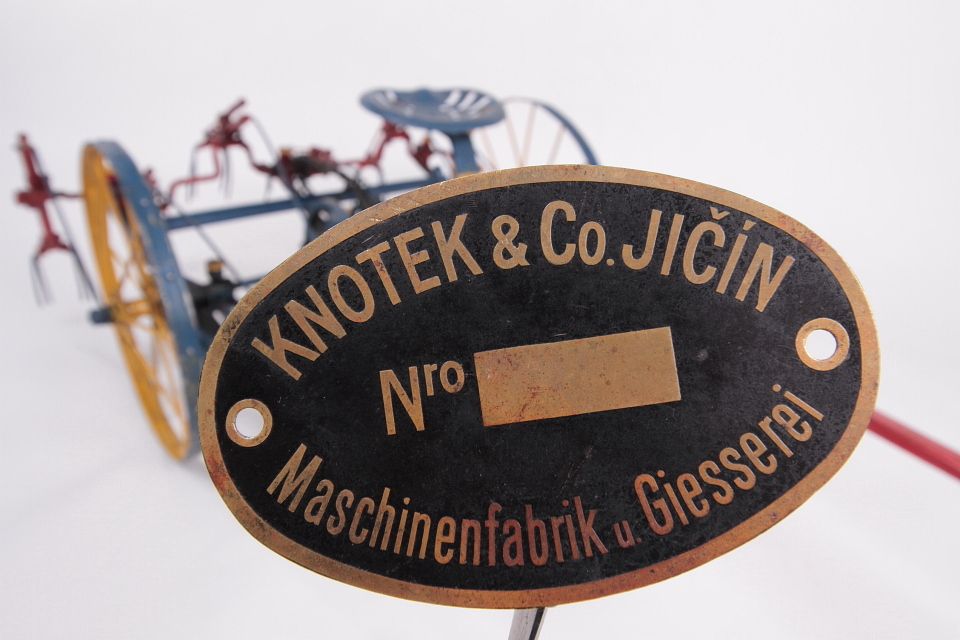 KNOTEK & Co. JIČÍN
Nro
Maschinenfabrik u. Giesserei